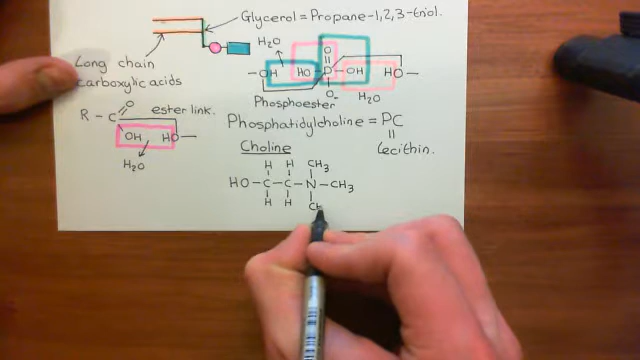 Glycerol = Propane-1,2,3-triol.
Long chain
carboxylic acids
H₂O
O
-OH HO-P-OH HO-
O-
H₂O
Phosphoester
R-C O
OH HO-
ester link.
H₂O
Phosphatidylcholine = PC
Lecithin.
Choline
H H CH₃
HO-C-C-N-CH₃
H H CH